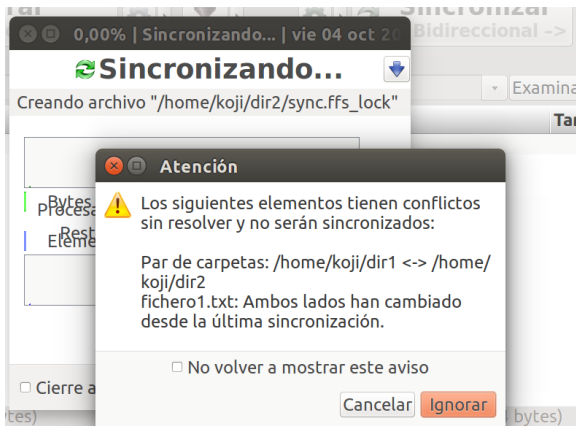 Sincronizar
Bidireccional ->
0,00% | Sincronizando... | vie 04 oct 20
Sincronizando...
Examina
Creando archivo "/home/koji/dir2/sync.ffs_lock"
Atención
Bytes
Los siguientes elementos tienen conflictos
sin resolver y no serán sincronizados:
Par de carpetas: /home/koji/dir1 <-> /home/
koji/dir2
fichero1.txt: Ambos lados han cambiado
desde la última sincronización.
No volver a mostrar este aviso
Cierre a
Cancelar
Ignorar
bytes)